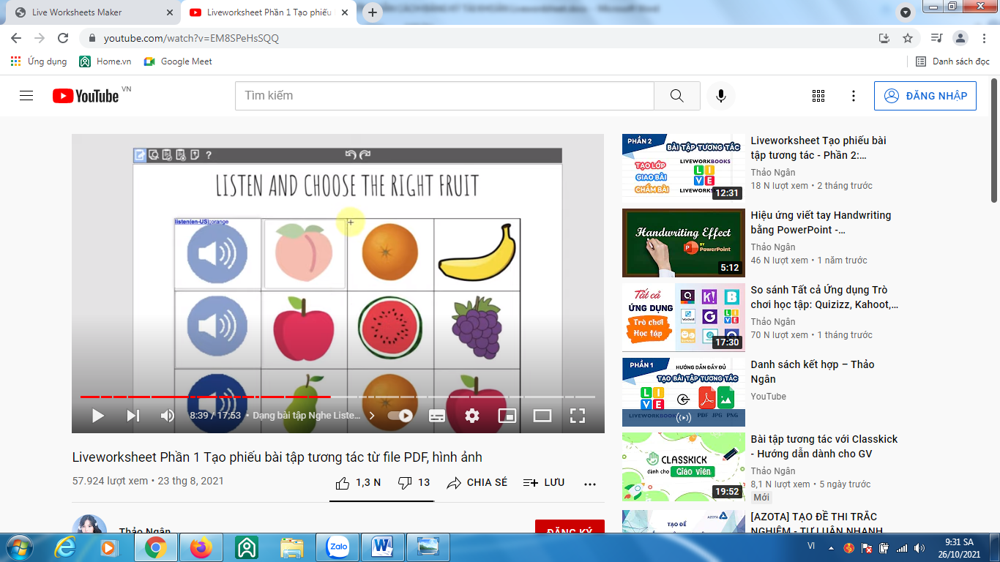 Live Worksheets Maker
Liveworksheet Phần 1 Tạo phiếu
youtube.com/watch?v=EM8SPeHsSQQ
Ứng dụng
Home.vn
Google Meet
Danh sách đọc
YouTube VN
Tìm kiếm
ĐĂNG NHẬP
LISTEN AND CHOOSE THE RIGHT FRUIT
listen(en-US):orange
8:39 / 17:53 • Dạng bài tập Nghe Liste...
Liveworksheet Phần 1 Tạo phiếu bài tập tương tác từ file PDF, hình ảnh
57.924 lượt xem • 23 thg 8, 2021
1,3 N
13
CHIA SẺ
LƯU
Thảo Ngân
ĐĂNG KÝ
PHẦN 2
BÀI TẬP TƯƠNG TÁC
TẠO LỚP
GIAO BÀI
CHẤM BÀI
LIVEWORKBOOKS
LIVE
12:31
Liveworksheet Tạo phiếu bài
tập tương tác - Phần 2:...
Thảo Ngân
18 N lượt xem • 2 tháng trước
Handwriting Effect
BY
PowerPoint
5:12
Hiệu ứng viết tay Handwriting
bằng PowerPoint -...
Thảo Ngân
46 N lượt xem • 1 năm trước
Tất cả
ỨNG DỤNG
Trò chơi
Học tập
17:30
So sánh Tất cả Ứng dụng Trò
chơi học tập: Quizizz, Kahoot,...
Thảo Ngân
70 N lượt xem • 1 tháng trước
PHẦN 1
HƯỚNG DẪN ĐẦY ĐỦ
TẠO BÀI TẬP TƯƠNG TÁC
LIVE
LIVEWORKBOOK
PDF JPG PNG
Danh sách kết hợp – Thảo
Ngân
YouTube
CLASSKICK
dành cho Giáo viên
19:52
Bài tập tương tác với Classkick
- Hướng dẫn dành cho GV
Thảo Ngân
8,1 N lượt xem • 5 ngày trước
Mới
AZOTA
TẠO ĐỀ
[AZOTA] TẠO ĐỀ THI TRẮC
NGHIỆM - TỰ LUẬN NHANH
Zalo
VI
9:31 SA
26/10/2021